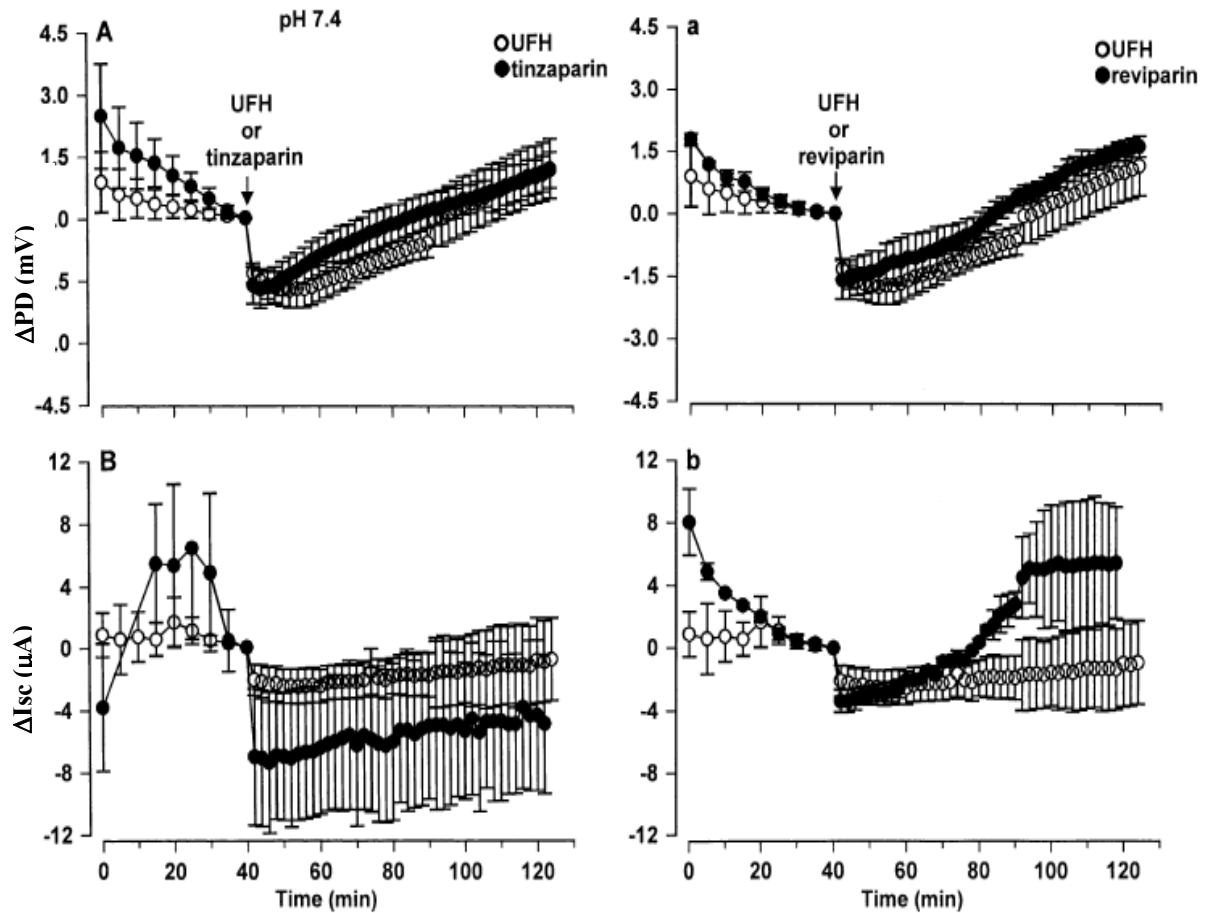 pH 7.4
A
UFH
tinzaparin
UFH
or
tinzaparin
4.5
3.0
1.5
.0
.5
.0
-4.5
ΔPD (mV)
a
UFH
reviparin
UFH
or
reviparin
4.5
3.0
1.5
0.0
-1.5
-3.0
-4.5
B
12
8
4
0
-4
-8
-12
ΔIsc (µA)
0 20 40 60 80 100 120
Time (min)
b
12
8
4
0
-4
-8
-12
0 20 40 60 80 100 120
Time (min)